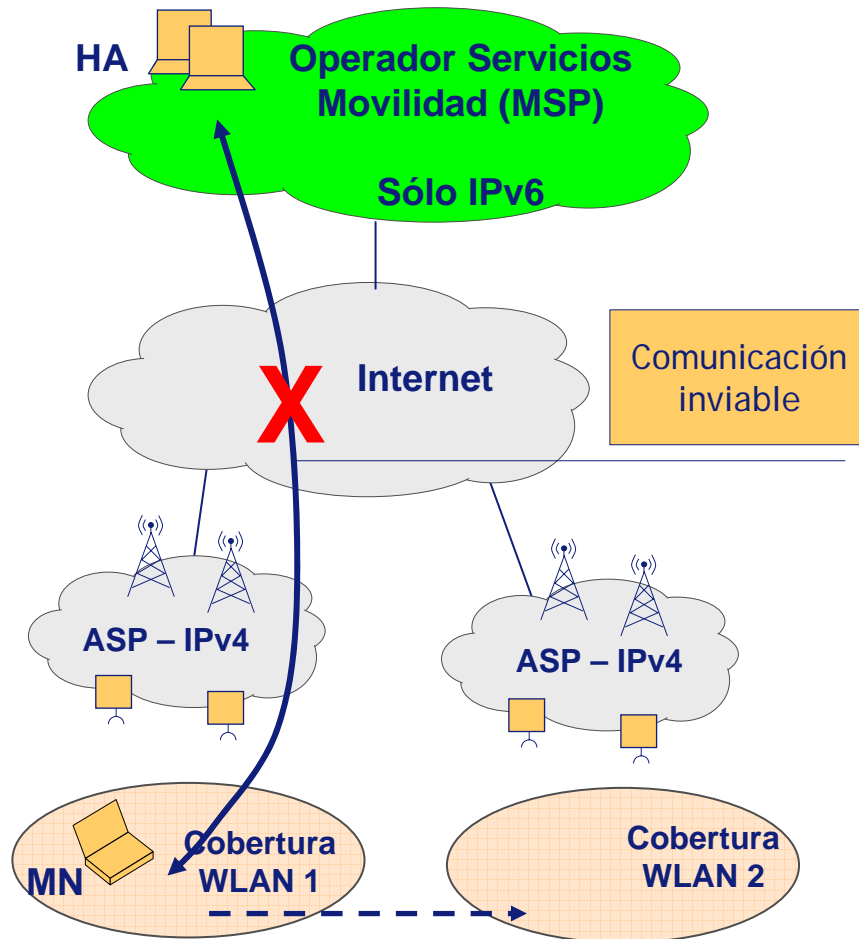 HA
Operador Servicios
Movilidad (MSP)
Sólo IPv6
Internet
X
Comunicación
inviable
ASP – IPv4
ASP – IPv4
MN
Cobertura
WLAN 1
Cobertura
WLAN 2